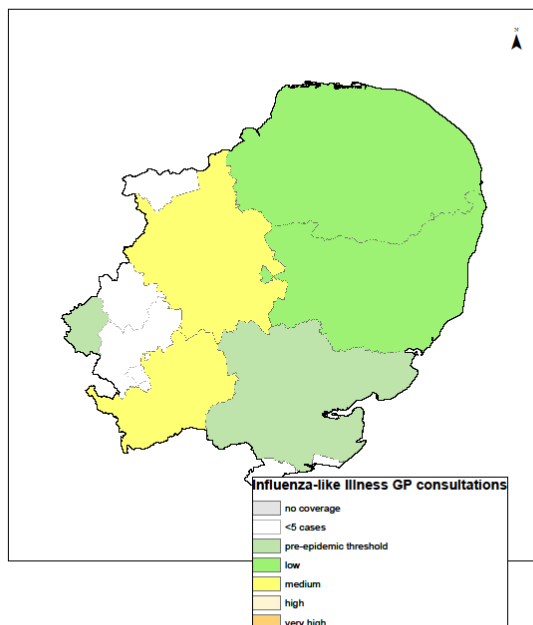 N
Influenza-like Illness GP consultations
no coverage
<5 cases
pre-epidemic threshold
low
medium
high
very high